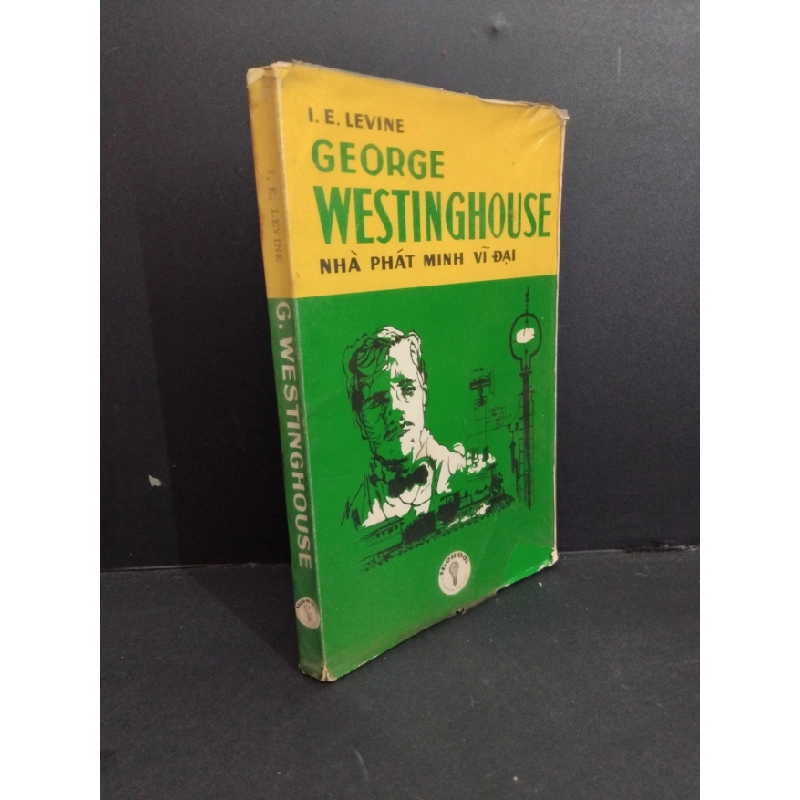 I. E. LEVINE
GEORGE
WESTINGHOUSE
NHÀ PHÁT MINH VĨ ĐẠI
I. E. LEVINE
G. WESTINGHOUSE